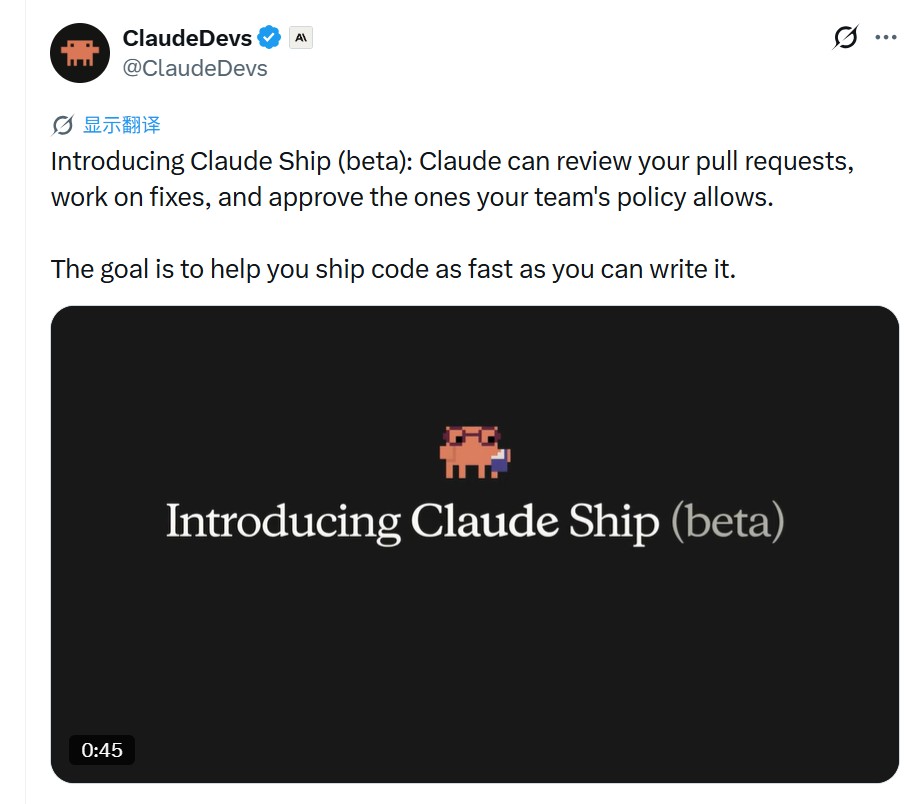 ClaudeDevs
A\
@ClaudeDevs
显示翻译
Introducing Claude Ship (beta): Claude can review your pull requests,
work on fixes, and approve the ones your team's policy allows.
The goal is to help you ship code as fast as you can write it.
Introducing Claude Ship (beta)
0:45